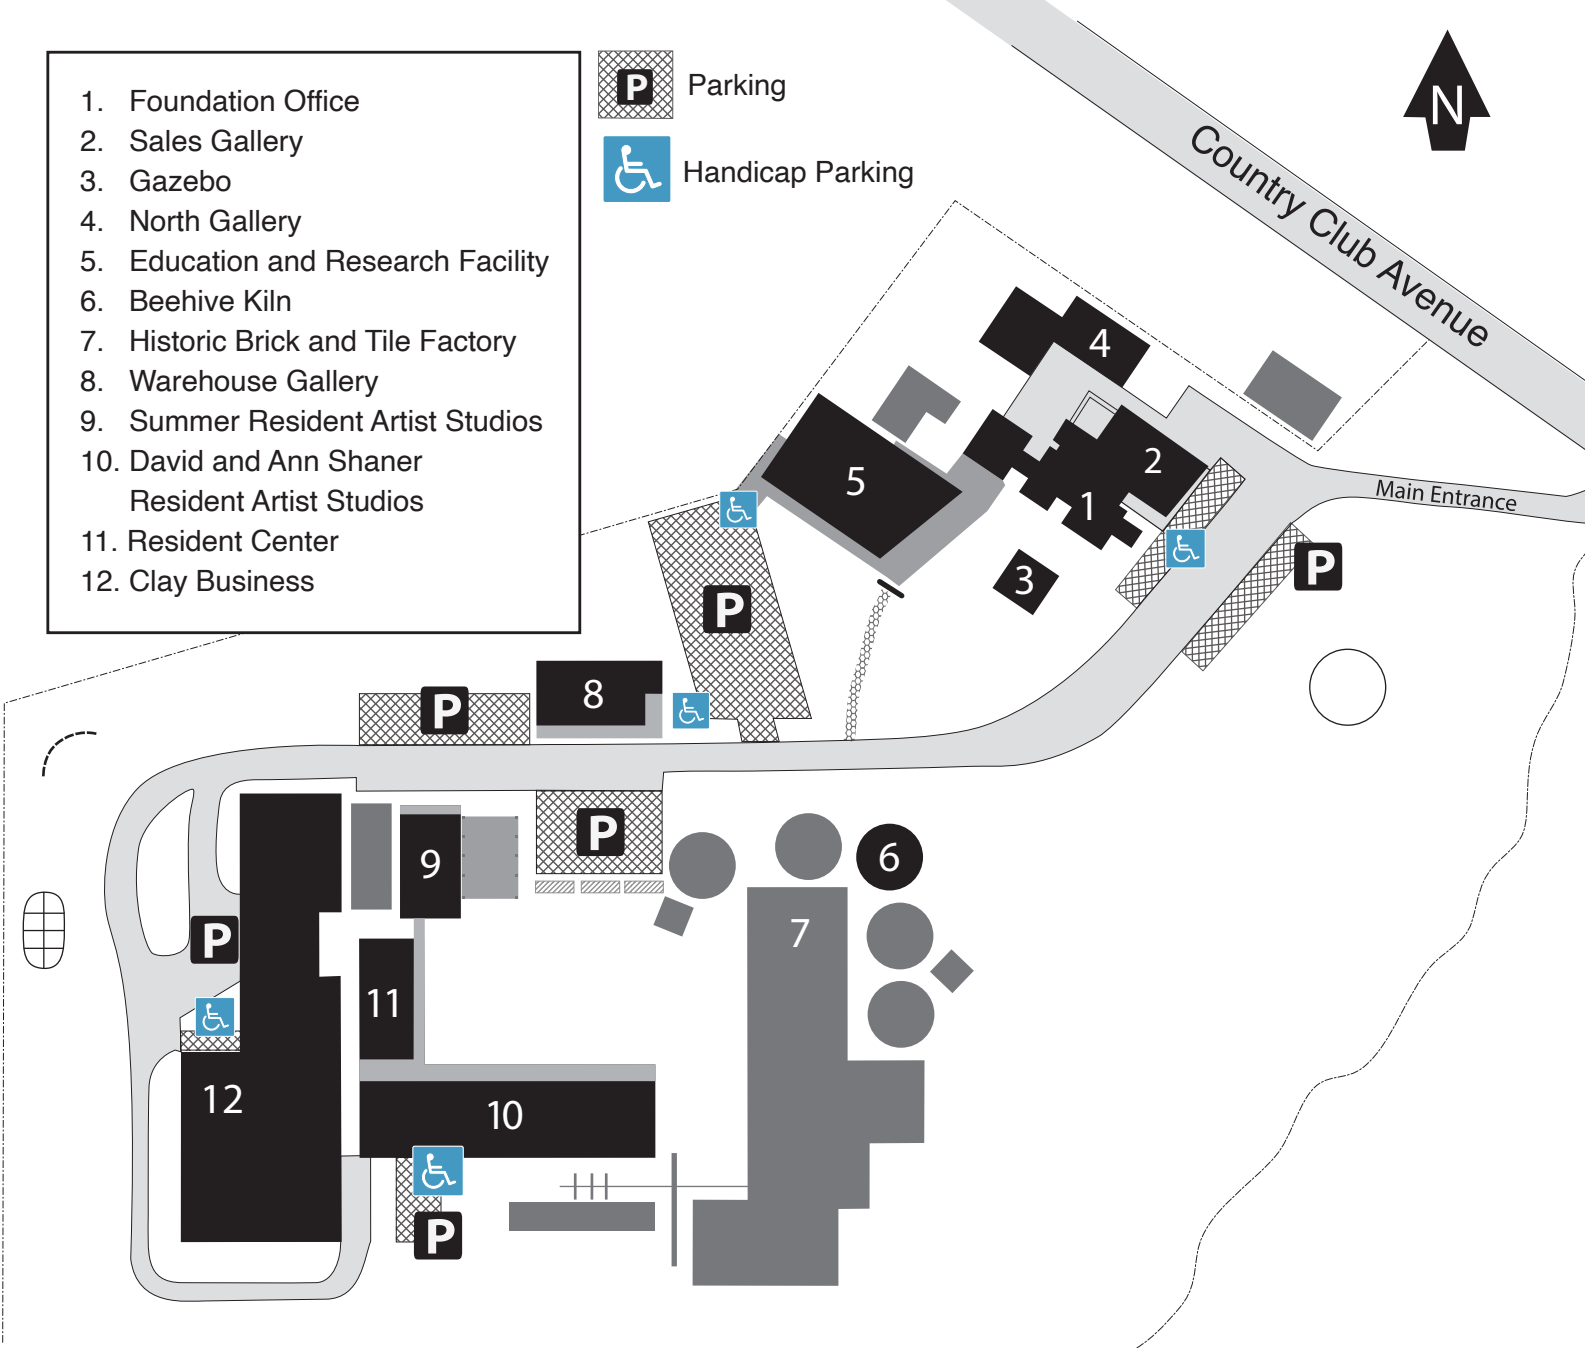 1. Foundation Office
2. Sales Gallery
3. Gazebo
4. North Gallery
5. Education and Research Facility
6. Beehive Kiln
7. Historic Brick and Tile Factory
8. Warehouse Gallery
9. Summer Resident Artist Studios
10. David and Ann Shaner
Resident Artist Studios
11. Resident Center
12. Clay Business
P Parking
Handicap Parking
N
Country Club Avenue
Main Entrance
4
2
5
1
3
P
P
8
P
P
9
6
7
P
11
12
10
P